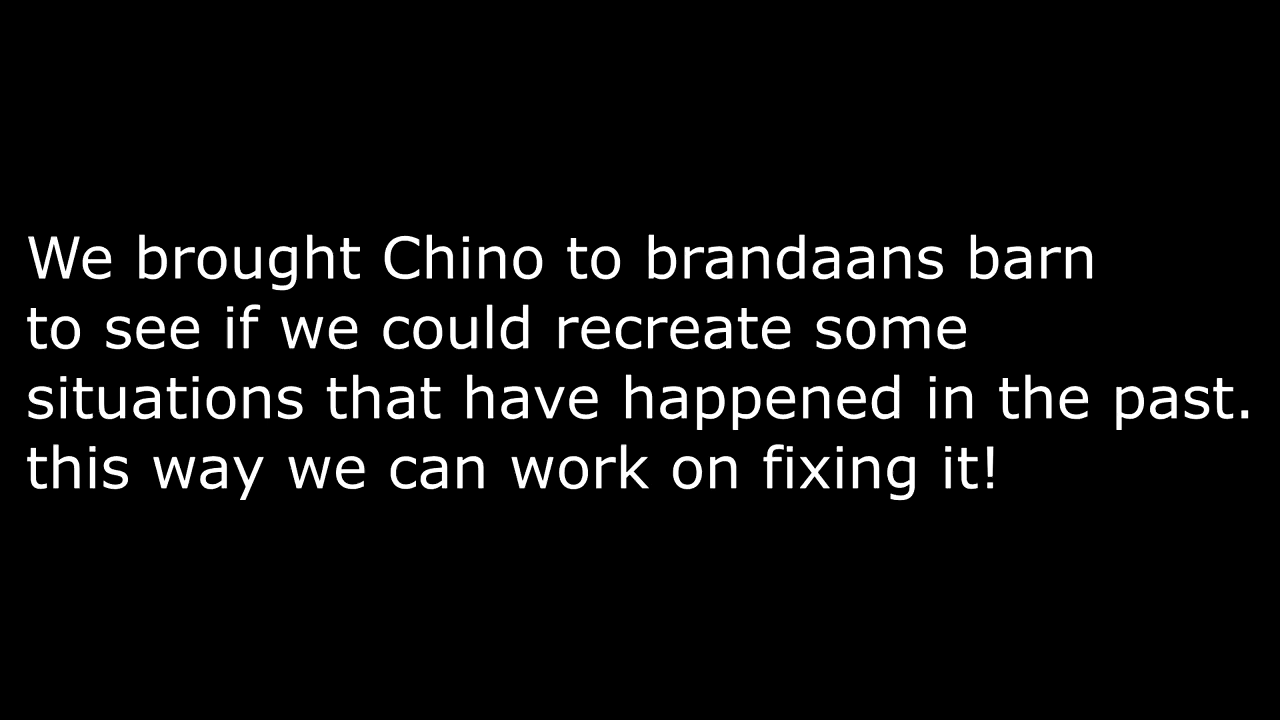 We brought Chino to brandaans barn
to see if we could recreate some
situations that have happened in the past.
this way we can work on fixing it!